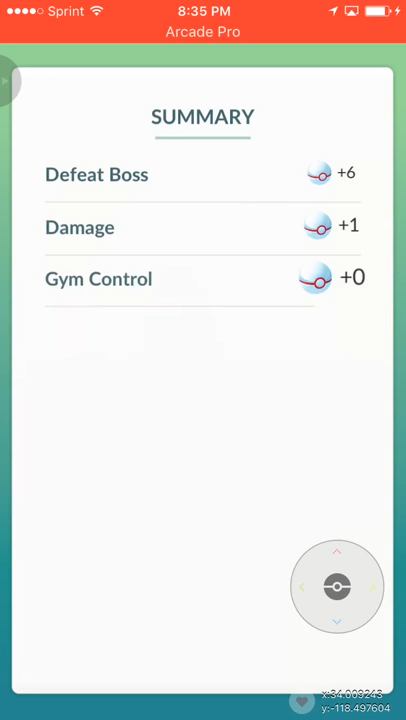 Sprint 8:35 PM
Arcade Pro
SUMMARY
Defeat Boss +6
Damage +1
Gym Control +0
x:34.009243
y:-118.497604